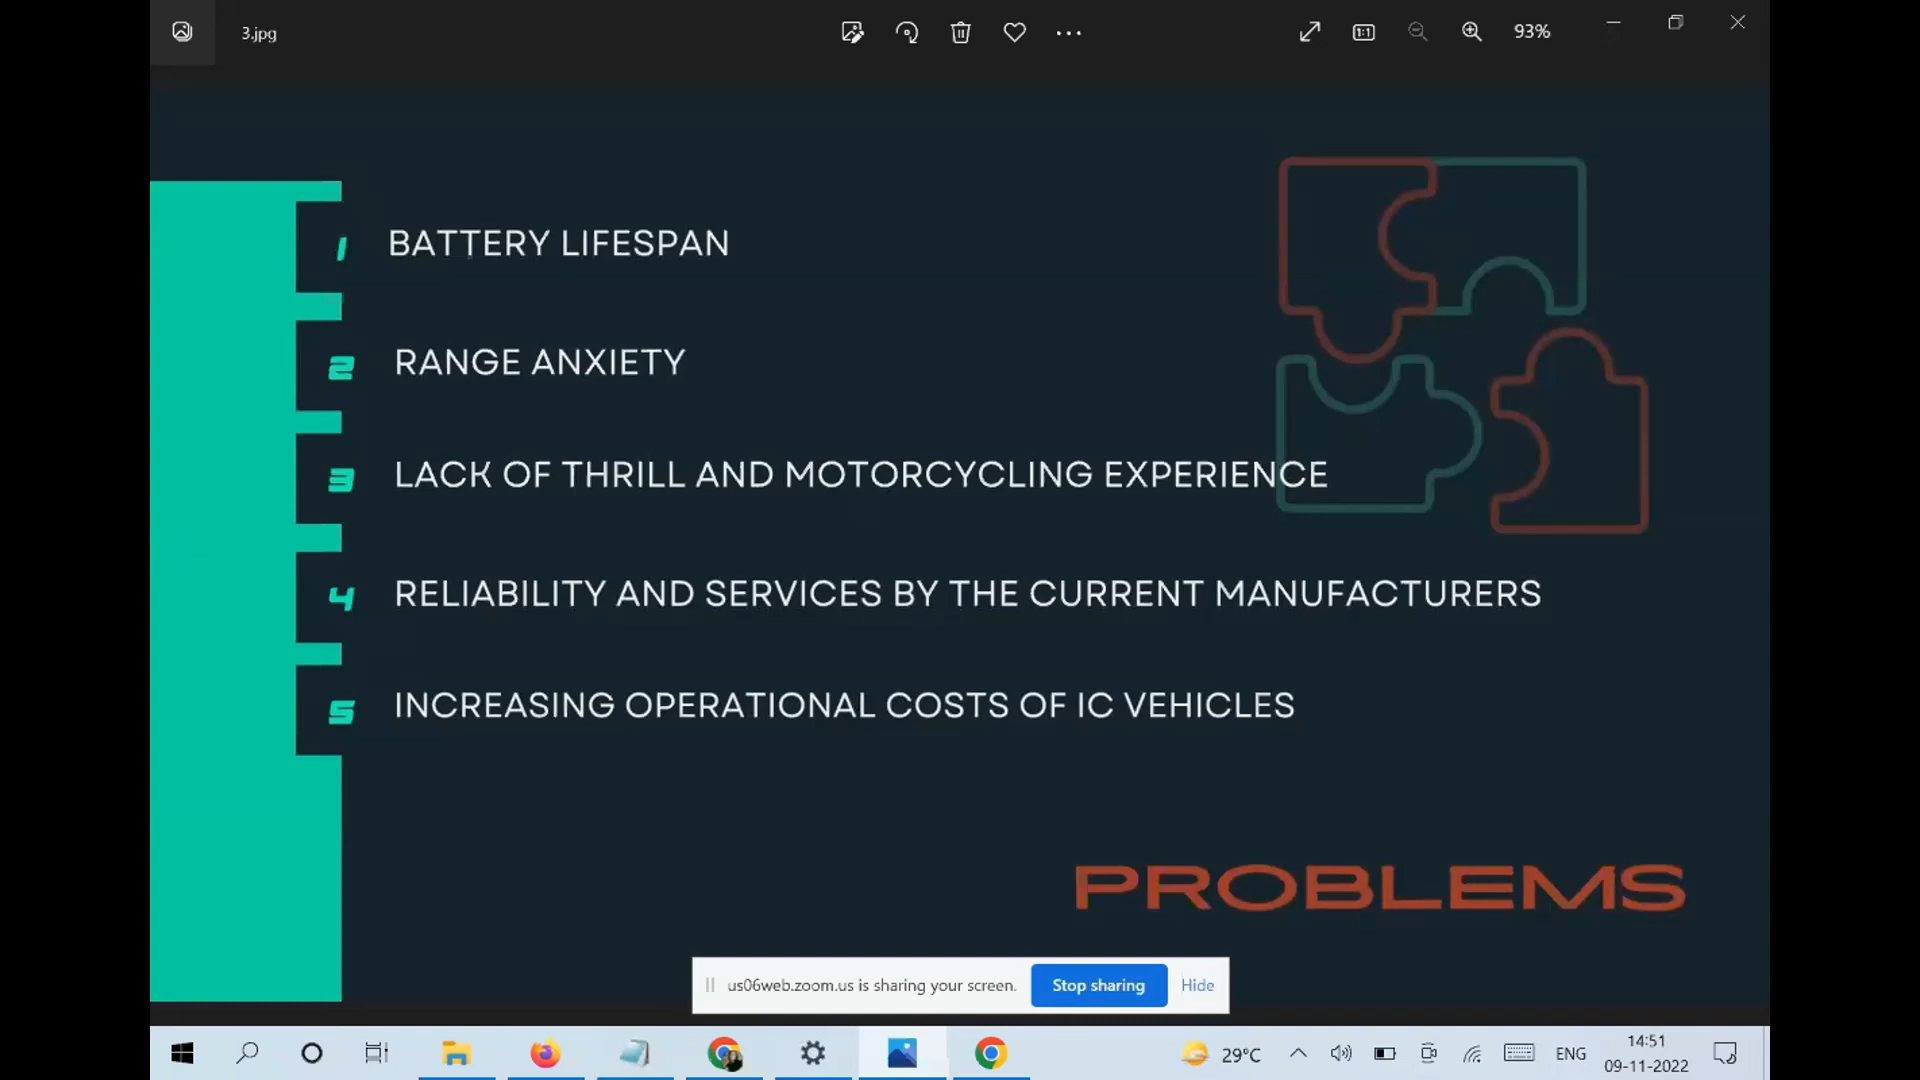 3.jpg
1:1
93%
1 BATTERY LIFESPAN
2 RANGE ANXIETY
3 LACK OF THRILL AND MOTORCYCLING EXPERIENCE
4 RELIABILITY AND SERVICES BY THE CURRENT MANUFACTURERS
5 INCREASING OPERATIONAL COSTS OF IC VEHICLES
PROBLEMS
us06web.zoom.us is sharing your screen. Stop sharing Hide
29°C ENG 14:51
09-11-2022